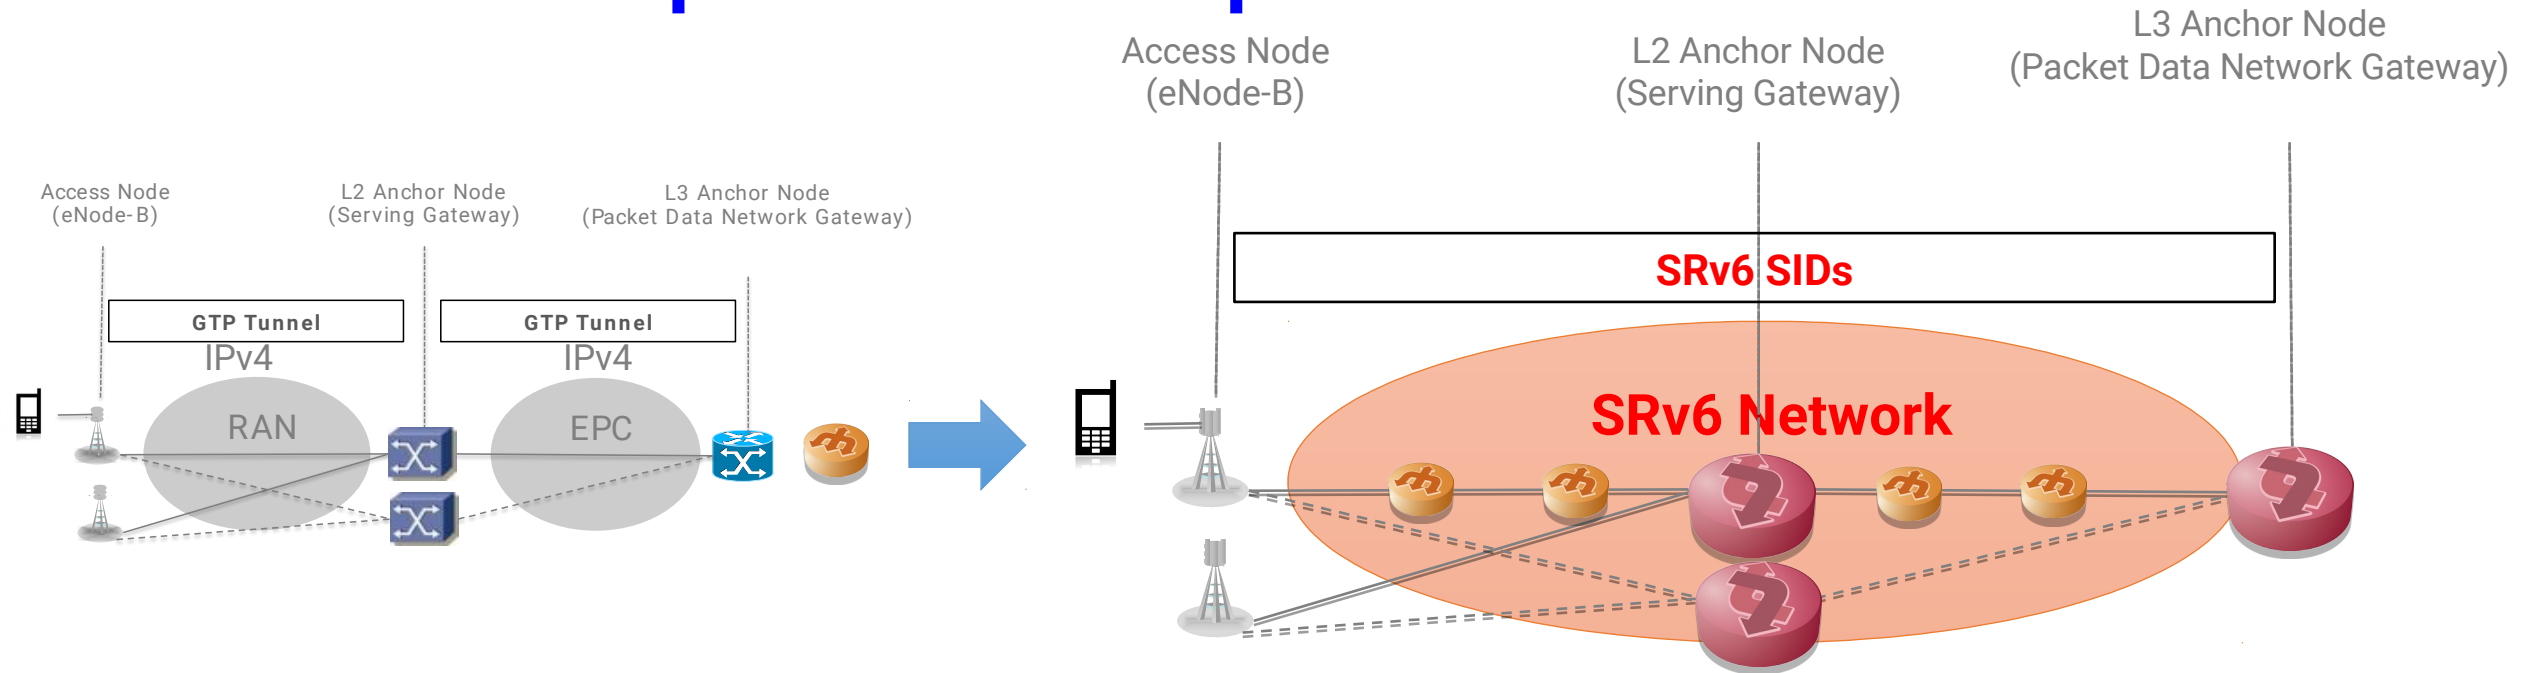 Access Node
(eNode-B)
L2 Anchor Node
(Serving Gateway)
L3 Anchor Node
(Packet Data Network Gateway)
GTP Tunnel
GTP Tunnel
IPv4
IPv4
RAN
EPC
Access Node
(eNode-B)
L2 Anchor Node
(Serving Gateway)
L3 Anchor Node
(Packet Data Network Gateway)
SRv6 SIDs
SRv6 Network